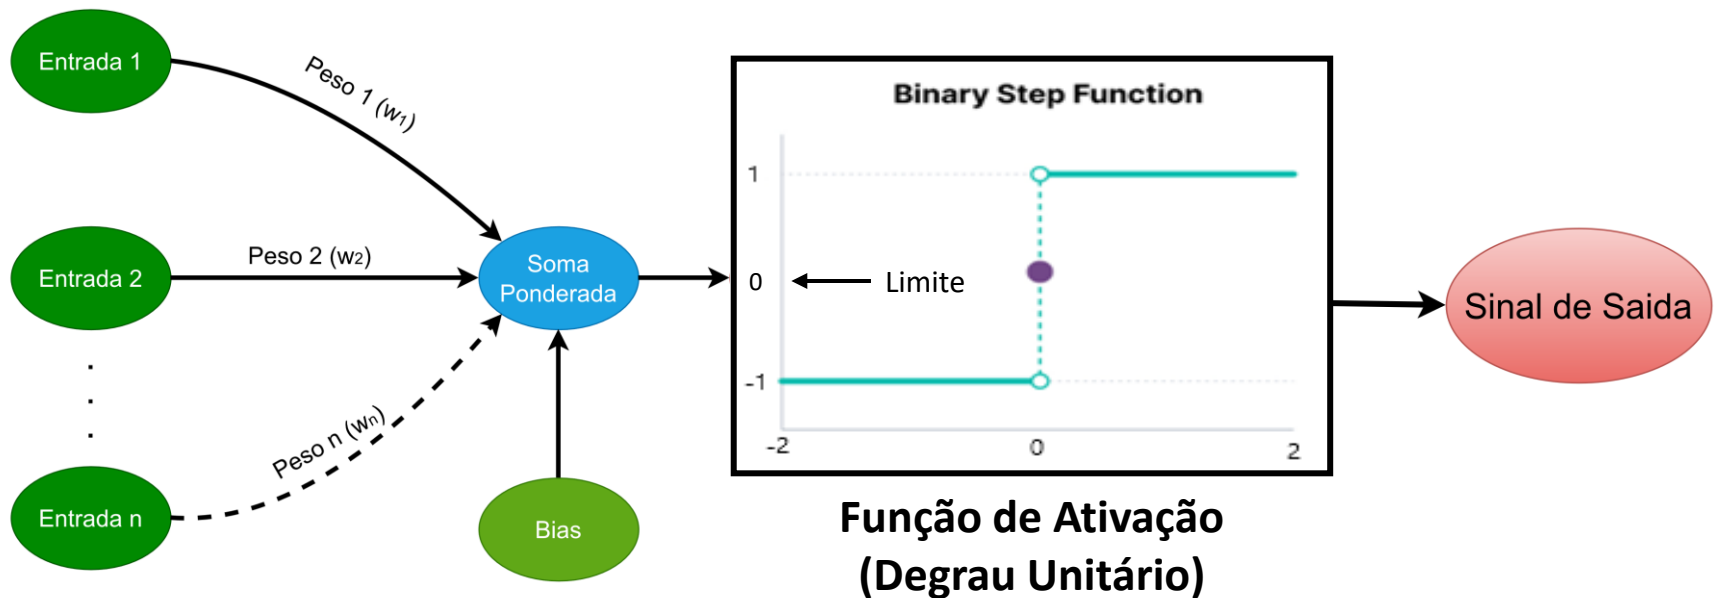 Entrada 1
Peso 1 (w₁)
Entrada 2
Peso 2 (w₂)
.
.
.
Entrada n
Peso n (wₙ)
Soma
Ponderada
Bias
Binary Step Function
1
0
Limite
-1
-2
0
2
Função de Ativação
(Degrau Unitário)
Sinal de Saida